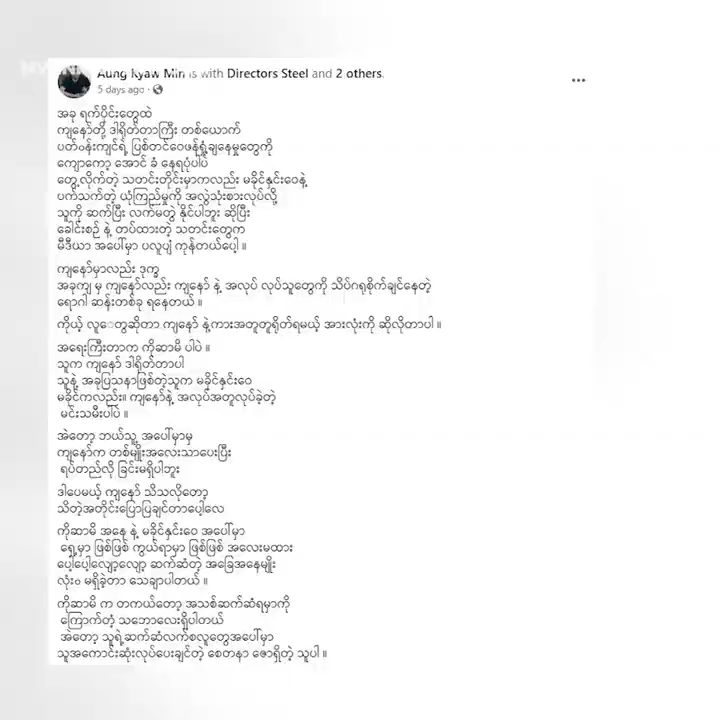 Aung Kyaw Min is with Directors Steel and 2 others.
5 days ago
အခု ရက်ပိုင်းတွေထဲ
ကျနော်တို့ ဒါရိုတ်တာကြီး တစ်ယောက်
ပတ်ဝန်းကျင်ရဲ့ ပြစ်တင်ဝေဖန်ရှုံ့ချနေမှုတွေကို
ကျောကော့ အောင် ခံ နေရပုံပါပဲ
တွေ့လိုက်တဲ့ သတင်းတိုင်းမှာကလည်း မခိုင်နှင်းဝေနဲ့
ပက်သက်တဲ့ ယုံကြည်မှုကို အလွဲသုံးစားလုပ်လို့
သူ့ကို ဆက်ပြီး လက်မတွဲ နိုင်ပါဘူး ဆိုပြီး
ခေါင်းစဉ် နဲ့ တပ်ထားတဲ့ သတင်းတွေက
မီဒီယာ အပေါ်မှာ ပလူပျံ ကုန်တယ်ပေါ့ ။
ကျနော်မှာလည်း ဒုက္ခ
အခုကျ မှ ကျနော်လည်း ကျနော် နဲ့ အလုပ် လုပ်သူတွေကို သိပ်ဂရုစိုက်ချင်နေတဲ့
ရောဂါ ဆန်းတစ်ခု ရနေတယ် ။
ကိုယ့် လူတွေဆိုတာ ကျနော် နဲ့ကားအတူတူရိုတ်ရမယ့် အားလုံးကို ဆိုလိုတာပါ ။
အရေးကြီးတာက ကိုဆာမိ ပါပဲ ။
သူက ကျနော် ဒါရိုတ်တာပါ
သူနဲ့ အခုပြသနာဖြစ်တဲ့သူက မခိုင်နှင်းဝေ
မခိုင်ကလည်း။ ကျနော်နဲ့ အလုပ်အတူလုပ်ခဲ့တဲ့
မင်းသမီးပါပဲ ။
အဲတော့ ဘယ်သူ့ အပေါ်မှာမှ
ကျနော်က တစ်မျိုးအလေးသာပေးပြီး
ရပ်တည်လို ခြင်းမရှိပါဘူး
ဒါပေမယ့် ကျနော် သိသလိုတော့
သိတဲ့အတိုင်းပြောပြချင်တာပေါ့လေ
ကိုဆာမိ အနေ နဲ့ မခိုင်နှင်းဝေ အပေါ်မှာ
ရှေ့မှာ ဖြစ်ဖြစ် ကွယ်ရာမှာ ဖြစ်ဖြစ် အလေးမထား
ပေါ့ပေါ့လျော့လျော့ ဆက်ဆံတဲ့ အခြေအနေမျိုး
လုံးဝ မရှိခဲ့တာ သေချာပါတယ် ။
ကိုဆာမိ က တကယ်တော့ အသစ်ဆက်ဆံရမှာကို
ကြောက်တဲ့ သဘောလေးရှိပါတယ်
အဲတော့ သူ့ရဲ့ဆက်ဆံလက်စလူတွေအပေါ်မှာ
သူအကောင်းဆုံးလုပ်ပေးချင်တဲ့ စေတနာ ဇောရှိတဲ့ သူပါ ။